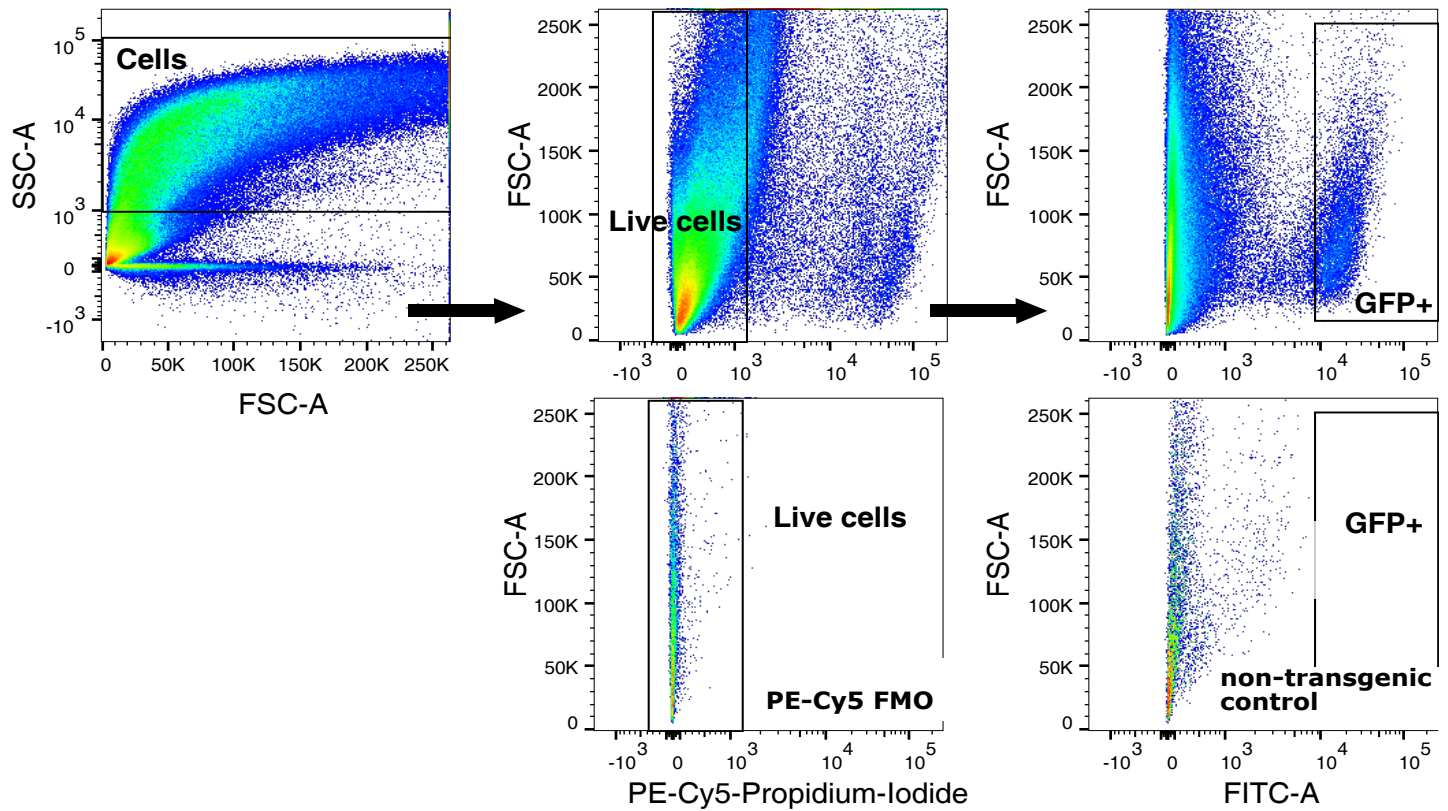 Cells
SSC-A
10^5
10^4
10^3
0
-10^3
0 50K 100K 150K 200K 250K
FSC-A
Live cells
FSC-A
250K
200K
150K
100K
50K
0
-10^3 0 10^3 10^4 10^5
GFP+
FSC-A
250K
200K
150K
100K
50K
0
-10^3 0 10^3 10^4 10^5
Live cells
PE-Cy5 FMO
FSC-A
250K
200K
150K
100K
50K
0
-10^3 0 10^3 10^4 10^5
PE-Cy5-Propidium-Iodide
GFP+
non-transgenic
control
FSC-A
250K
200K
150K
100K
50K
0
-10^3 0 10^3 10^4 10^5
FITC-A